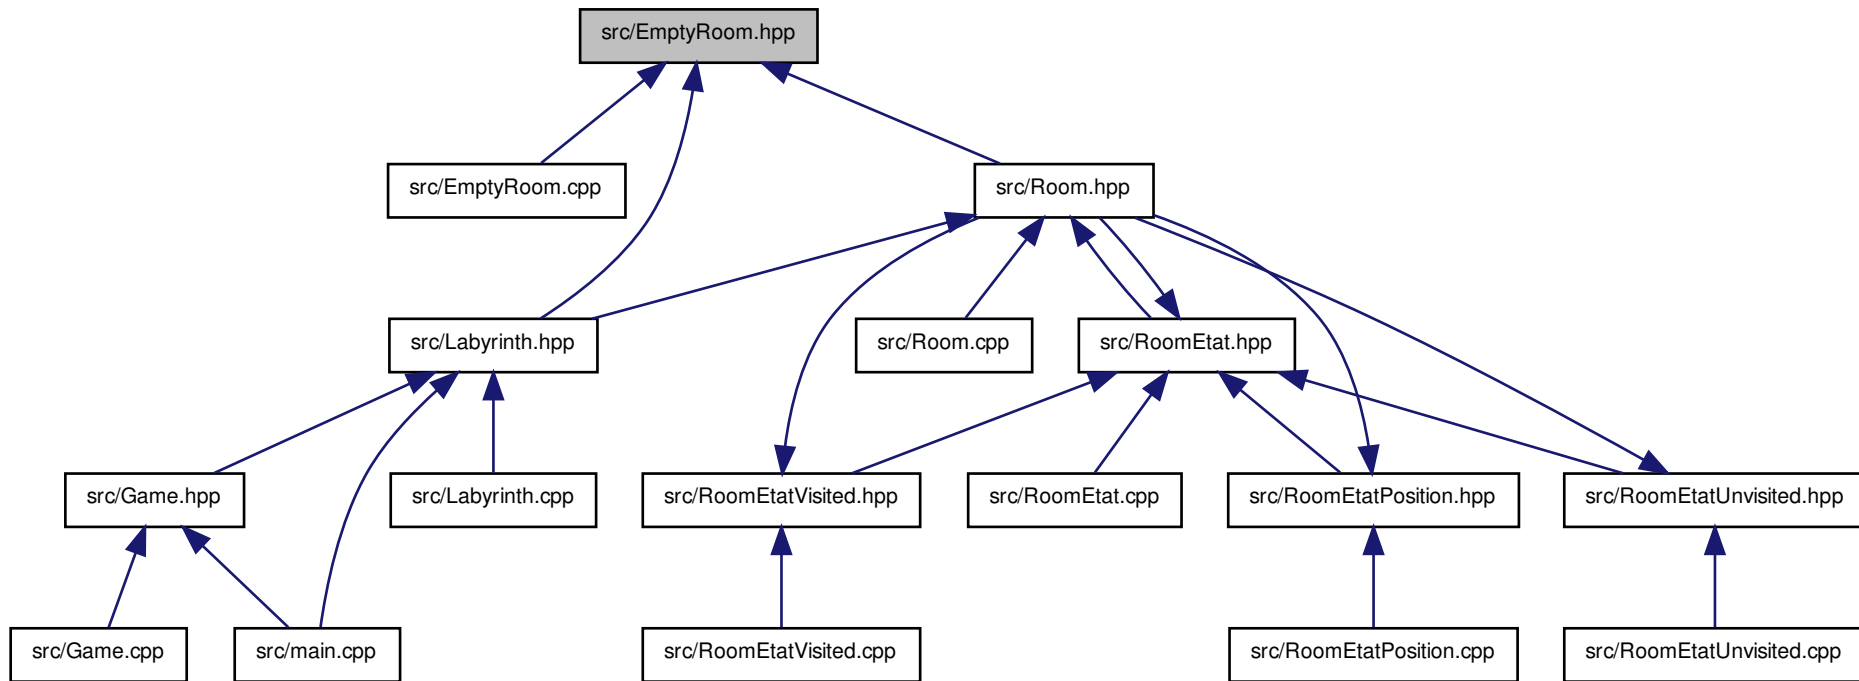 src/EmptyRoom.hpp
src/EmptyRoom.cpp
src/Room.hpp
src/Labyrinth.hpp
src/Room.cpp
src/RoomEtat.hpp
src/Game.hpp
src/Labyrinth.cpp
src/RoomEtatVisited.hpp
src/RoomEtat.cpp
src/RoomEtatPosition.hpp
src/RoomEtatUnvisited.hpp
src/Game.cpp
src/main.cpp
src/RoomEtatVisited.cpp
src/RoomEtatPosition.cpp
src/RoomEtatUnvisited.cpp